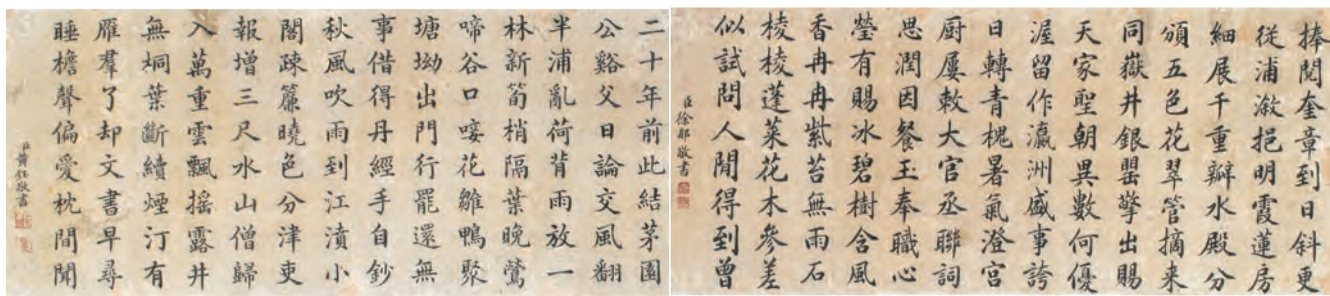 捧閱奎章到日斜更
從浦漵挹明霞蓮房
細展千重瓣水殿分
頒五色花翠管摘来
同嶽井銀罌擎出賜
天家聖朝異數何優
渥留作瀛洲盛事誇
日轉青槐暑氣澄宮
厨屢敕大官丞聯詞
思潤因餐玉奉職心
瑩有賜冰碧樹含風
香冉冉紫苔無雨石
棱棱蓬萊花木參差
似試問人間得到曾
臣徐郙敬書
二十年前此結茅園
公谿父日論交風翻
半浦亂荷背雨放一
林新筍梢隔葉晚鶯
啼谷口唼花雛鴨聚
塘坳出門行罷還無
事借得丹經手自鈔
秋風吹雨到江濆小
閣疎簾曉色分津吏
報增三尺水山僧歸
入萬重雲飄摇露井
無桐葉斷續煙汀有
雁羣了却文書早尋
睡檐聲偏愛枕間聞
臣黄鈺敬書